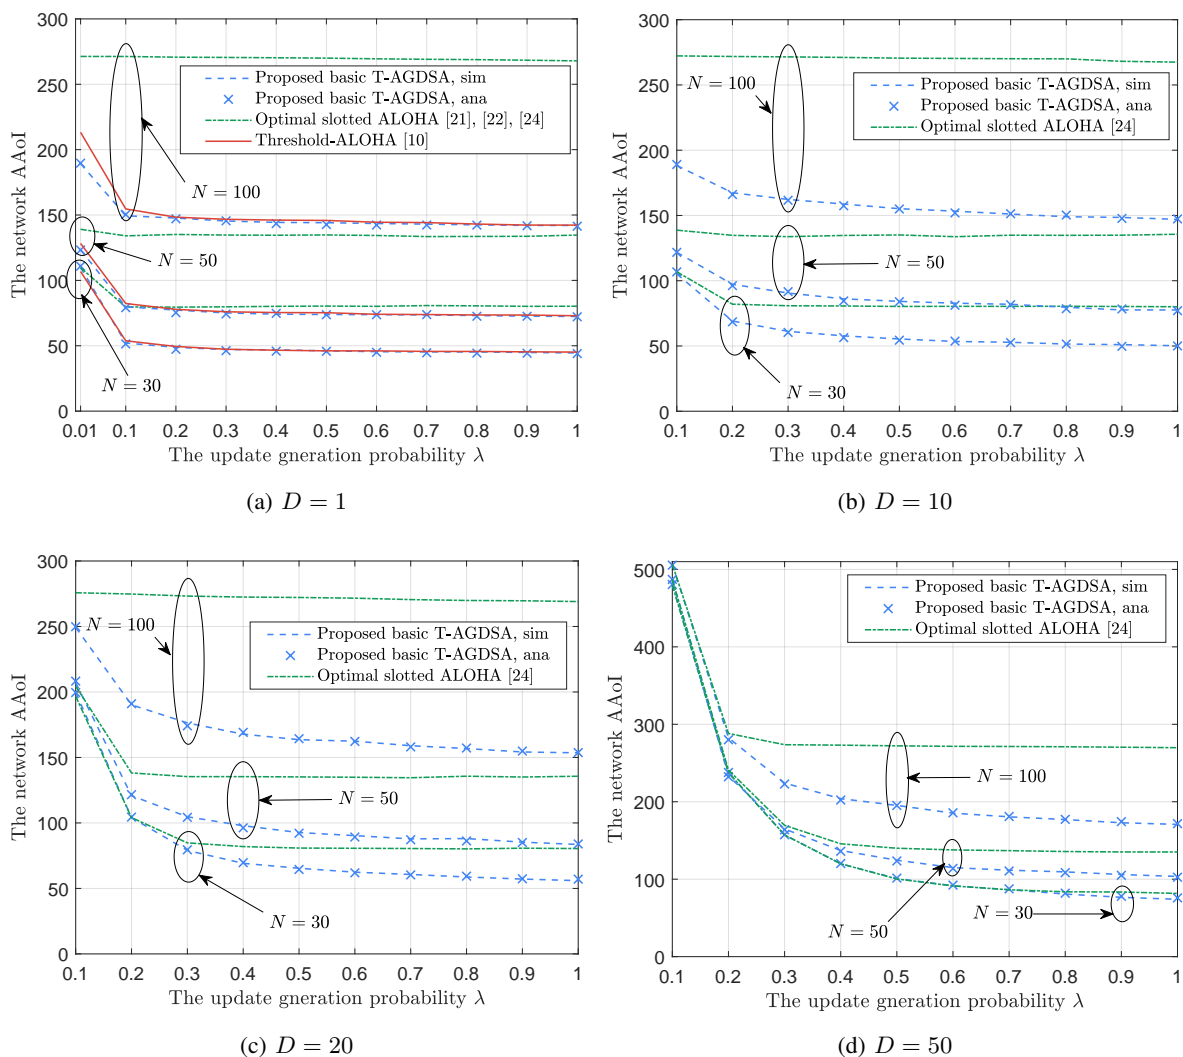 300
250
200
150
100
50
0
The network AAoI
Proposed basic T-AGDSA, sim
Proposed basic T-AGDSA, ana
Optimal slotted ALOHA [21], [22], [24]
Threshold-ALOHA [10]
N = 100
N = 50
N = 30
0.01 0.1 0.2 0.3 0.4 0.5 0.6 0.7 0.8 0.9 1
The update gneration probability λ
(a) D = 1
300
250
200
150
100
50
0
The network AAoI
Proposed basic T-AGDSA, sim
Proposed basic T-AGDSA, ana
Optimal slotted ALOHA [24]
N = 100
N = 50
N = 30
0.1 0.2 0.3 0.4 0.5 0.6 0.7 0.8 0.9 1
The update gneration probability λ
(b) D = 10
300
250
200
150
100
50
0
The network AAoI
Proposed basic T-AGDSA, sim
Proposed basic T-AGDSA, ana
Optimal slotted ALOHA [24]
N = 100
N = 50
N = 30
0.1 0.2 0.3 0.4 0.5 0.6 0.7 0.8 0.9 1
The update gneration probability λ
(c) D = 20
500
400
300
200
100
0
The network AAoI
Proposed basic T-AGDSA, sim
Proposed basic T-AGDSA, ana
Optimal slotted ALOHA [24]
N = 100
N = 50
N = 30
0.1 0.2 0.3 0.4 0.5 0.6 0.7 0.8 0.9 1
The update gneration probability λ
(d) D = 50